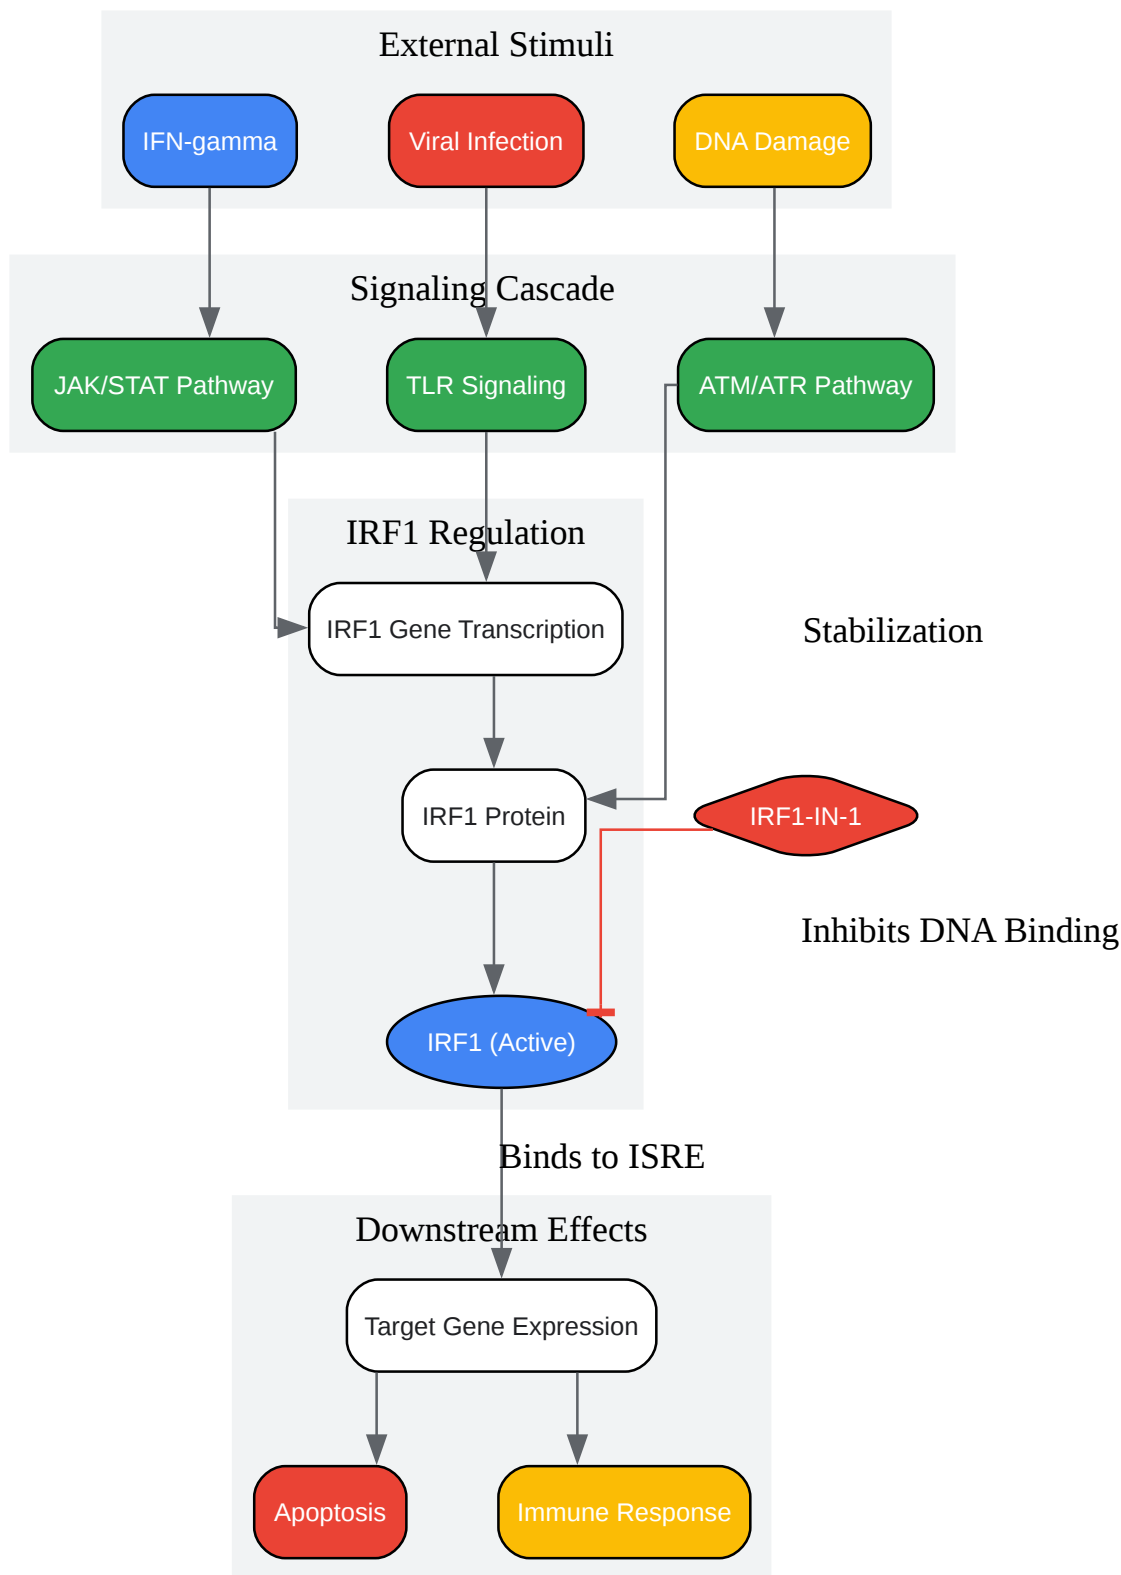 External Stimuli
IFN-gamma
Viral Infection
DNA Damage
Signaling Cascade
JAK/STAT Pathway
TLR Signaling
ATM/ATR Pathway
IRF1 Regulation
IRF1 Gene Transcription
Stabilization
IRF1 Protein
IRF1-IN-1
Inhibits DNA Binding
IRF1 (Active)
Binds to ISRE
Downstream Effects
Target Gene Expression
Apoptosis
Immune Response